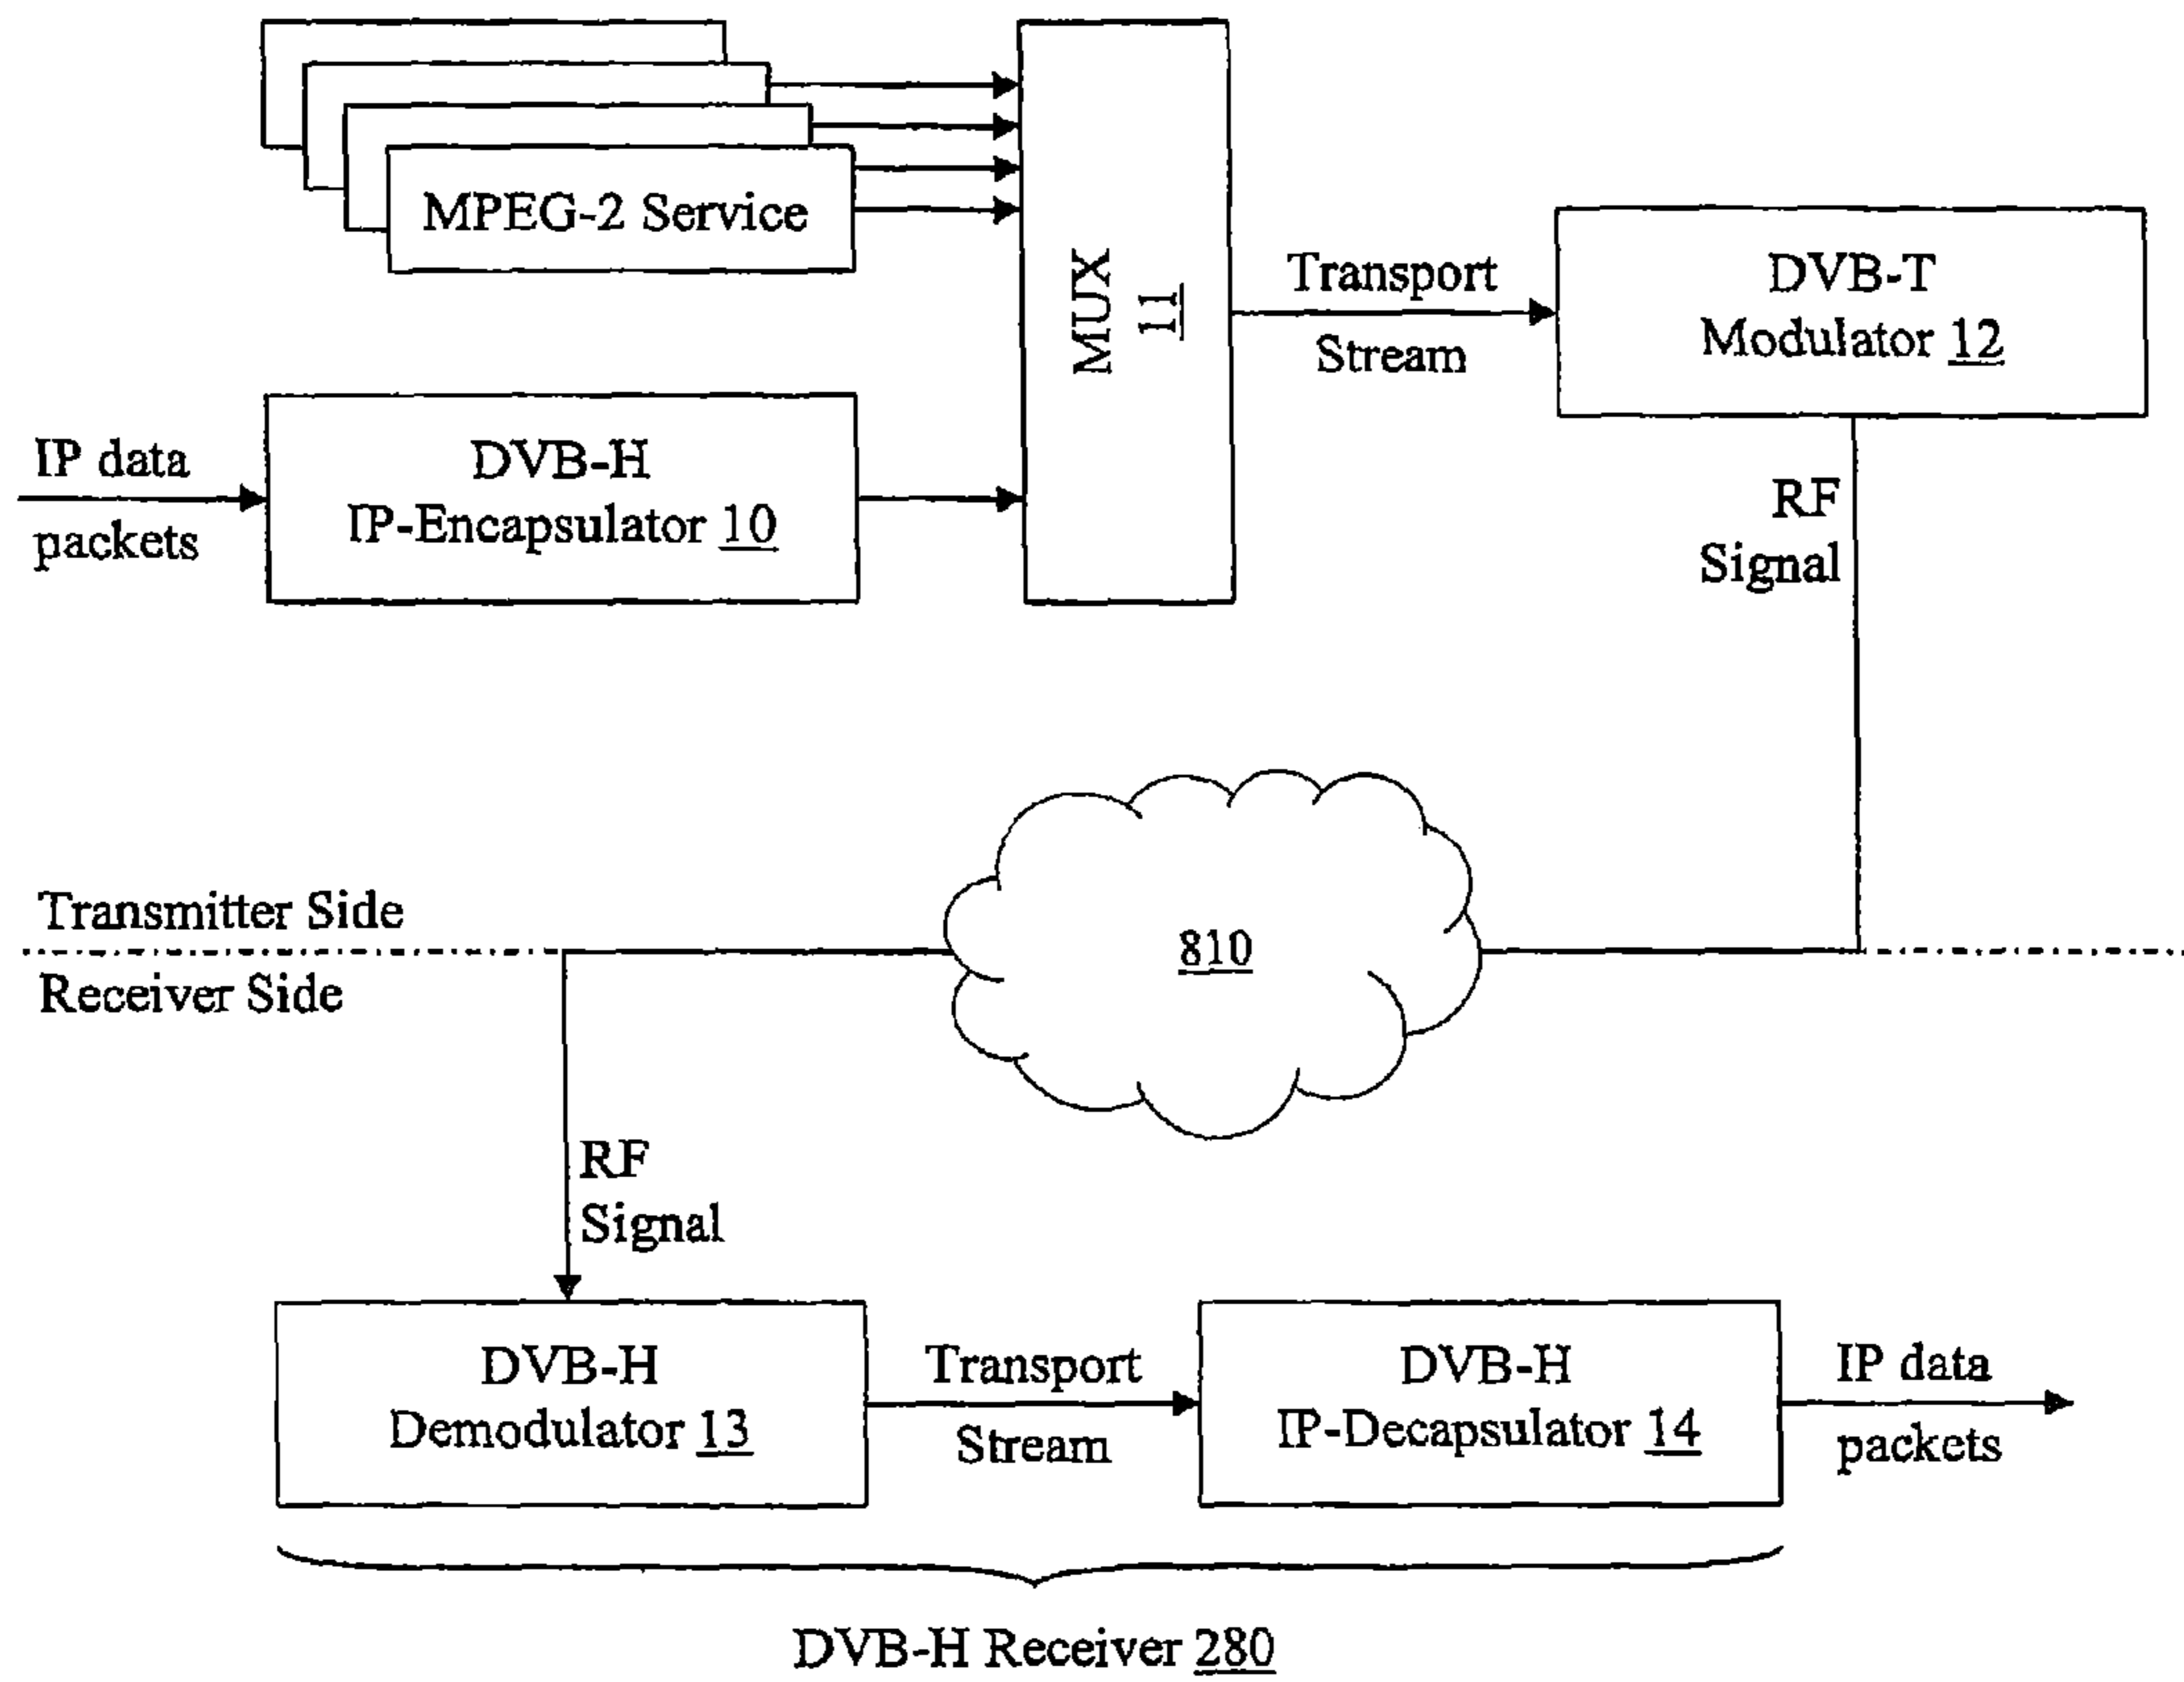 MPEG-2 Service
MUX
11
Transport
Stream
DVB-T
Modulator 12
IP data
packets
DVB-H
IP-Encapsulator 10
RF
Signal
Transmitter Side
Receiver Side
810
RF
Signal
DVB-H
Demodulator 13
Transport
Stream
DVB-H
IP-Decapsulator 14
IP data
packets
DVB-H Receiver 280